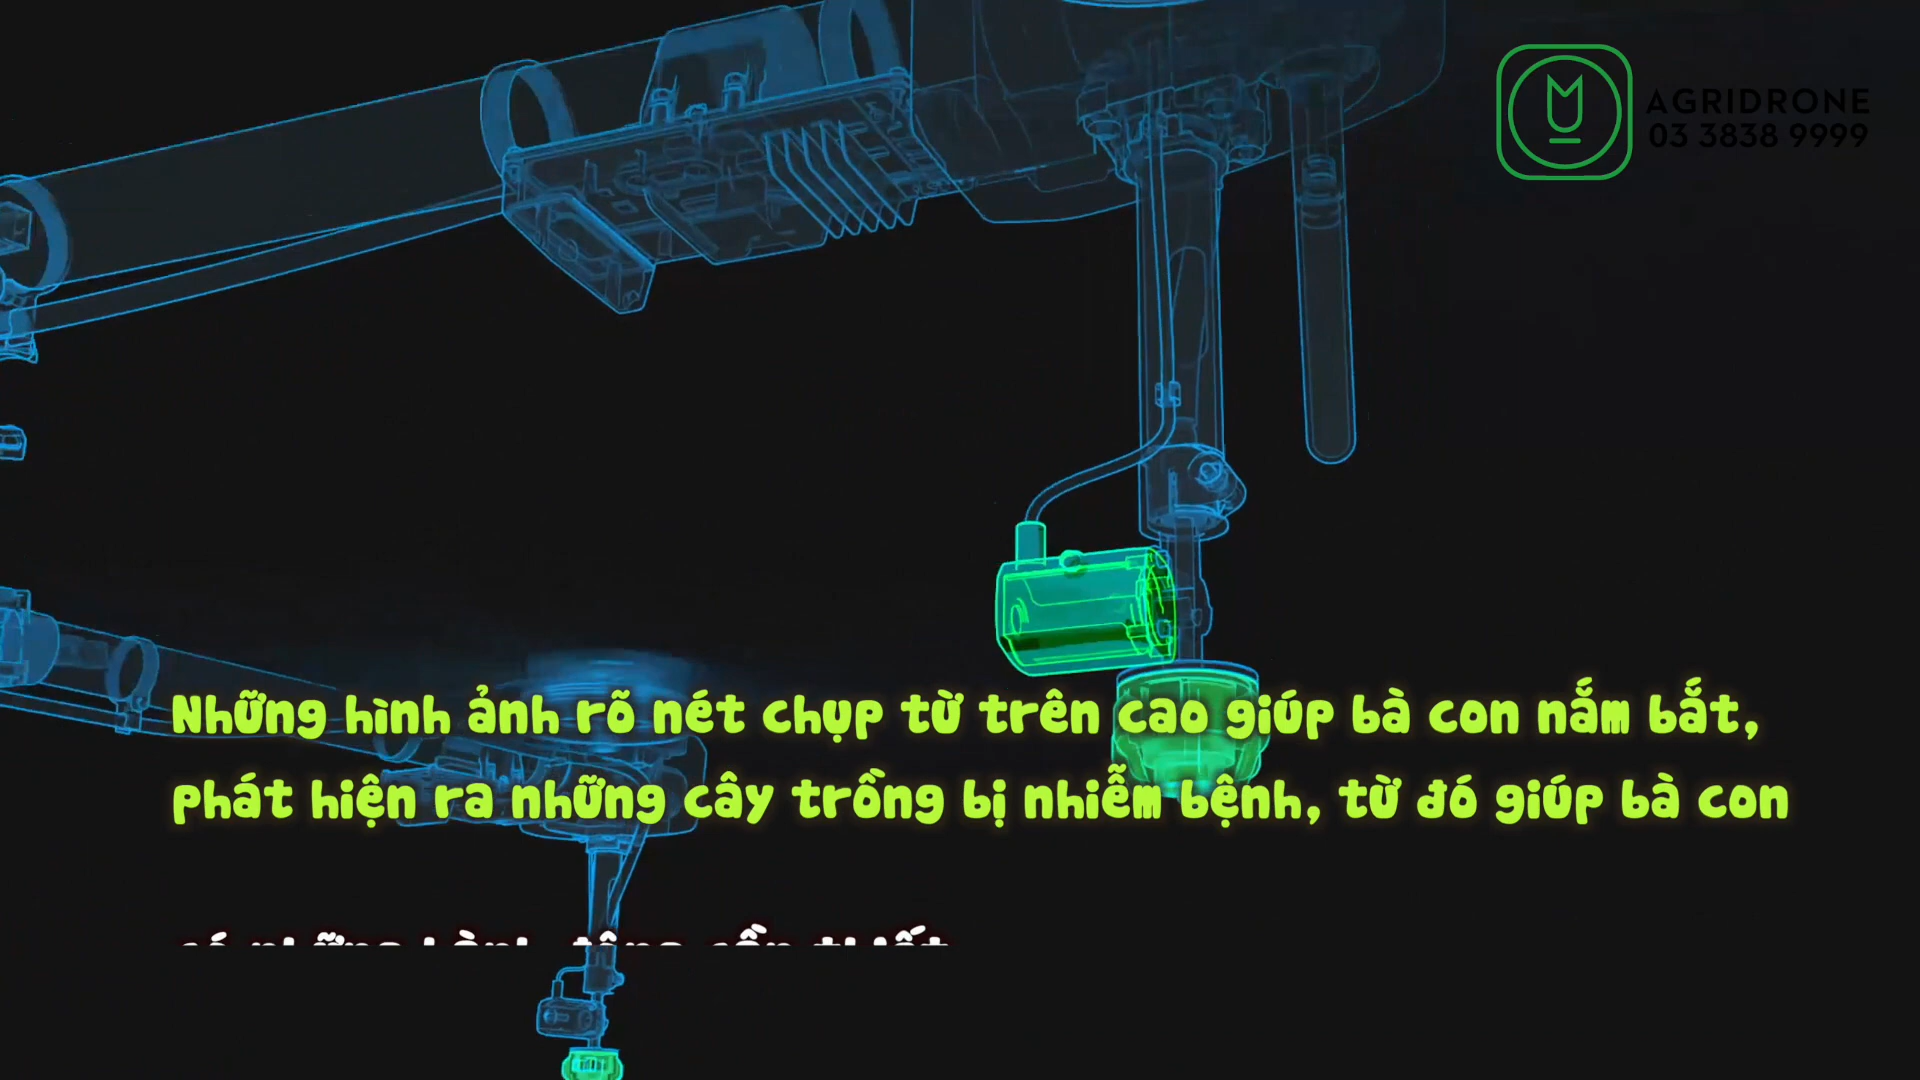 AGRIDRONE
03 3838 9999
Những hình ảnh rõ nét chụp từ trên cao giúp bà con nắm bắt,
phát hiện ra những cây trồng bị nhiễm bệnh, từ đó giúp bà con